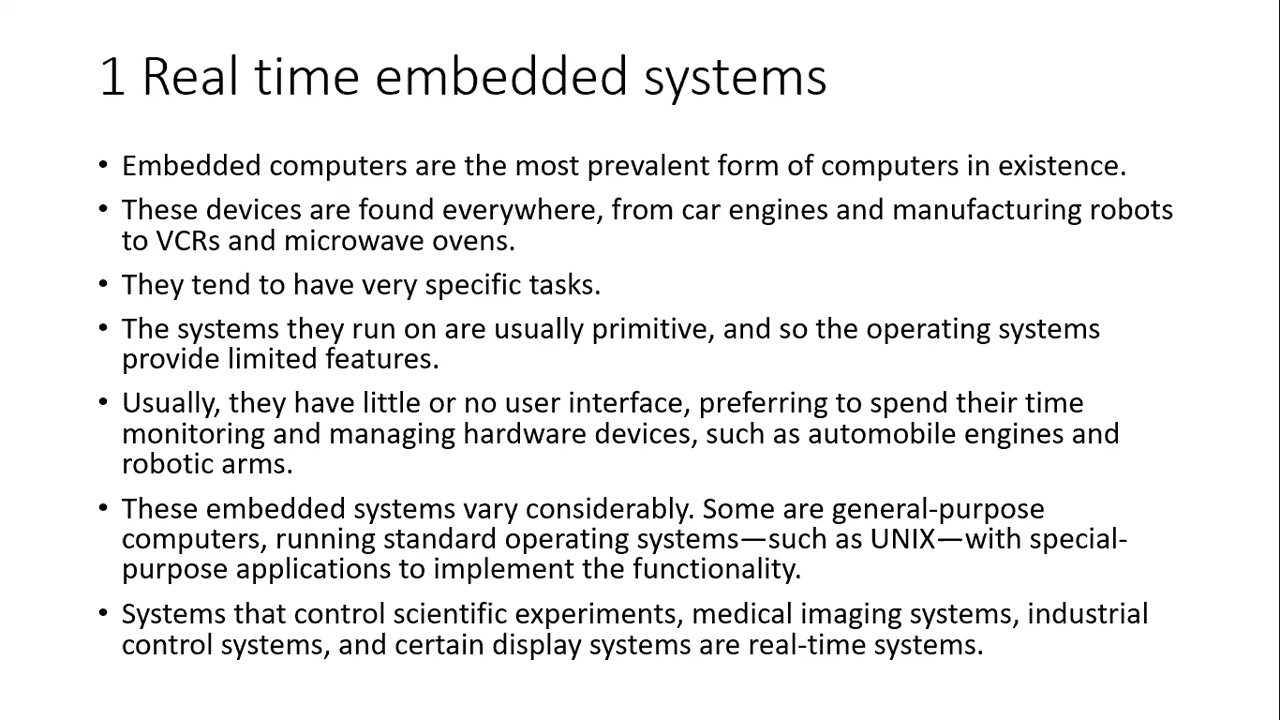 1 Real time embedded systems
• Embedded computers are the most prevalent form of computers in existence.
• These devices are found everywhere, from car engines and manufacturing robots
to VCRs and microwave ovens.
• They tend to have very specific tasks.
• The systems they run on are usually primitive, and so the operating systems
provide limited features.
• Usually, they have little or no user interface, preferring to spend their time
monitoring and managing hardware devices, such as automobile engines and
robotic arms.
• These embedded systems vary considerably. Some are general-purpose
computers, running standard operating systems—such as UNIX—with special-
purpose applications to implement the functionality.
• Systems that control scientific experiments, medical imaging systems, industrial
control systems, and certain display systems are real-time systems.